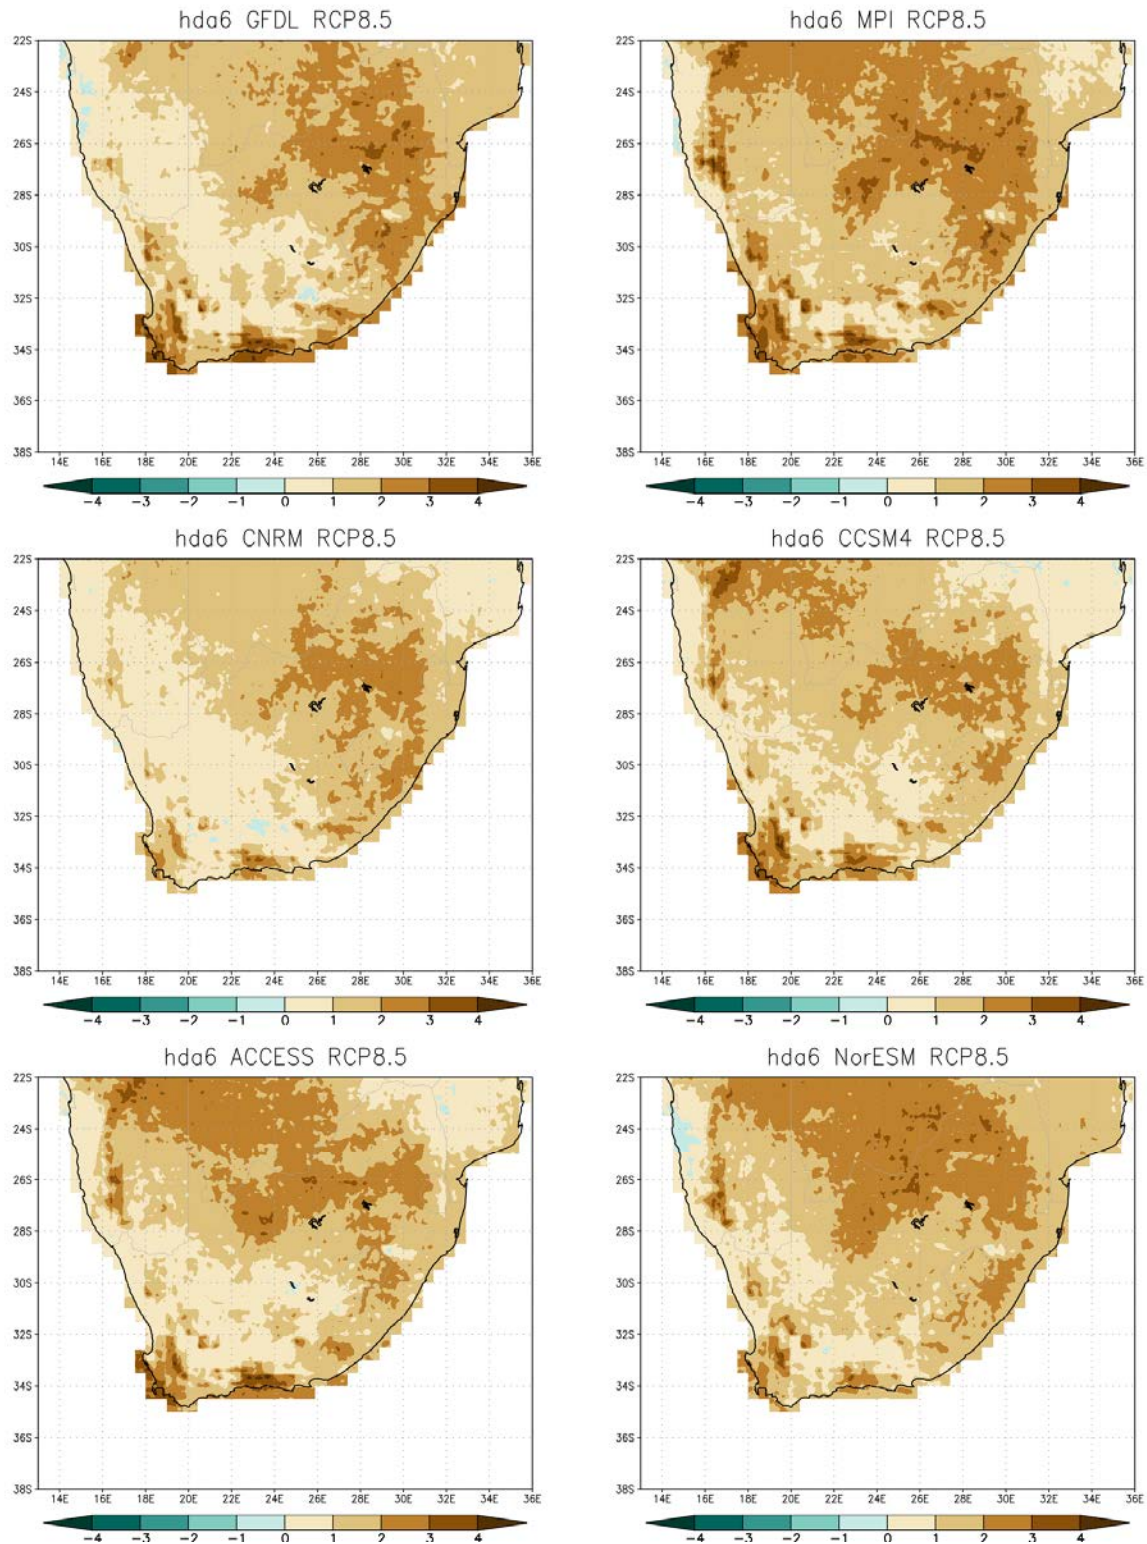 hda6 GFDL RCP8.5
hda6 MPI RCP8.5
22S
24S
26S
28S
30S
32S
34S
36S
38S
14E 16E 18E 20E 22E 24E 26E 28E 30E 32E 34E 36E
-4 -3 -2 -1 0 1 2 3 4
22S
24S
26S
28S
30S
32S
34S
36S
38S
14E 16E 18E 20E 22E 24E 26E 28E 30E 32E 34E 36E
-4 -3 -2 -1 0 1 2 3 4
hda6 CNRM RCP8.5
hda6 CCSM4 RCP8.5
22S
24S
26S
28S
30S
32S
34S
36S
38S
14E 16E 18E 20E 22E 24E 26E 28E 30E 32E 34E 36E
-4 -3 -2 -1 0 1 2 3 4
22S
24S
26S
28S
30S
32S
34S
36S
38S
14E 16E 18E 20E 22E 24E 26E 28E 30E 32E 34E 36E
-4 -3 -2 -1 0 1 2 3 4
hda6 ACCESS RCP8.5
hda6 NorESM RCP8.5
22S
24S
26S
28S
30S
32S
34S
36S
38S
14E 16E 18E 20E 22E 24E 26E 28E 30E 32E 34E 36E
-4 -3 -2 -1 0 1 2 3 4
22S
24S
26S
28S
30S
32S
34S
36S
38S
14E 16E 18E 20E 22E 24E 26E 28E 30E 32E 34E 36E
-4 -3 -2 -1 0 1 2 3 4